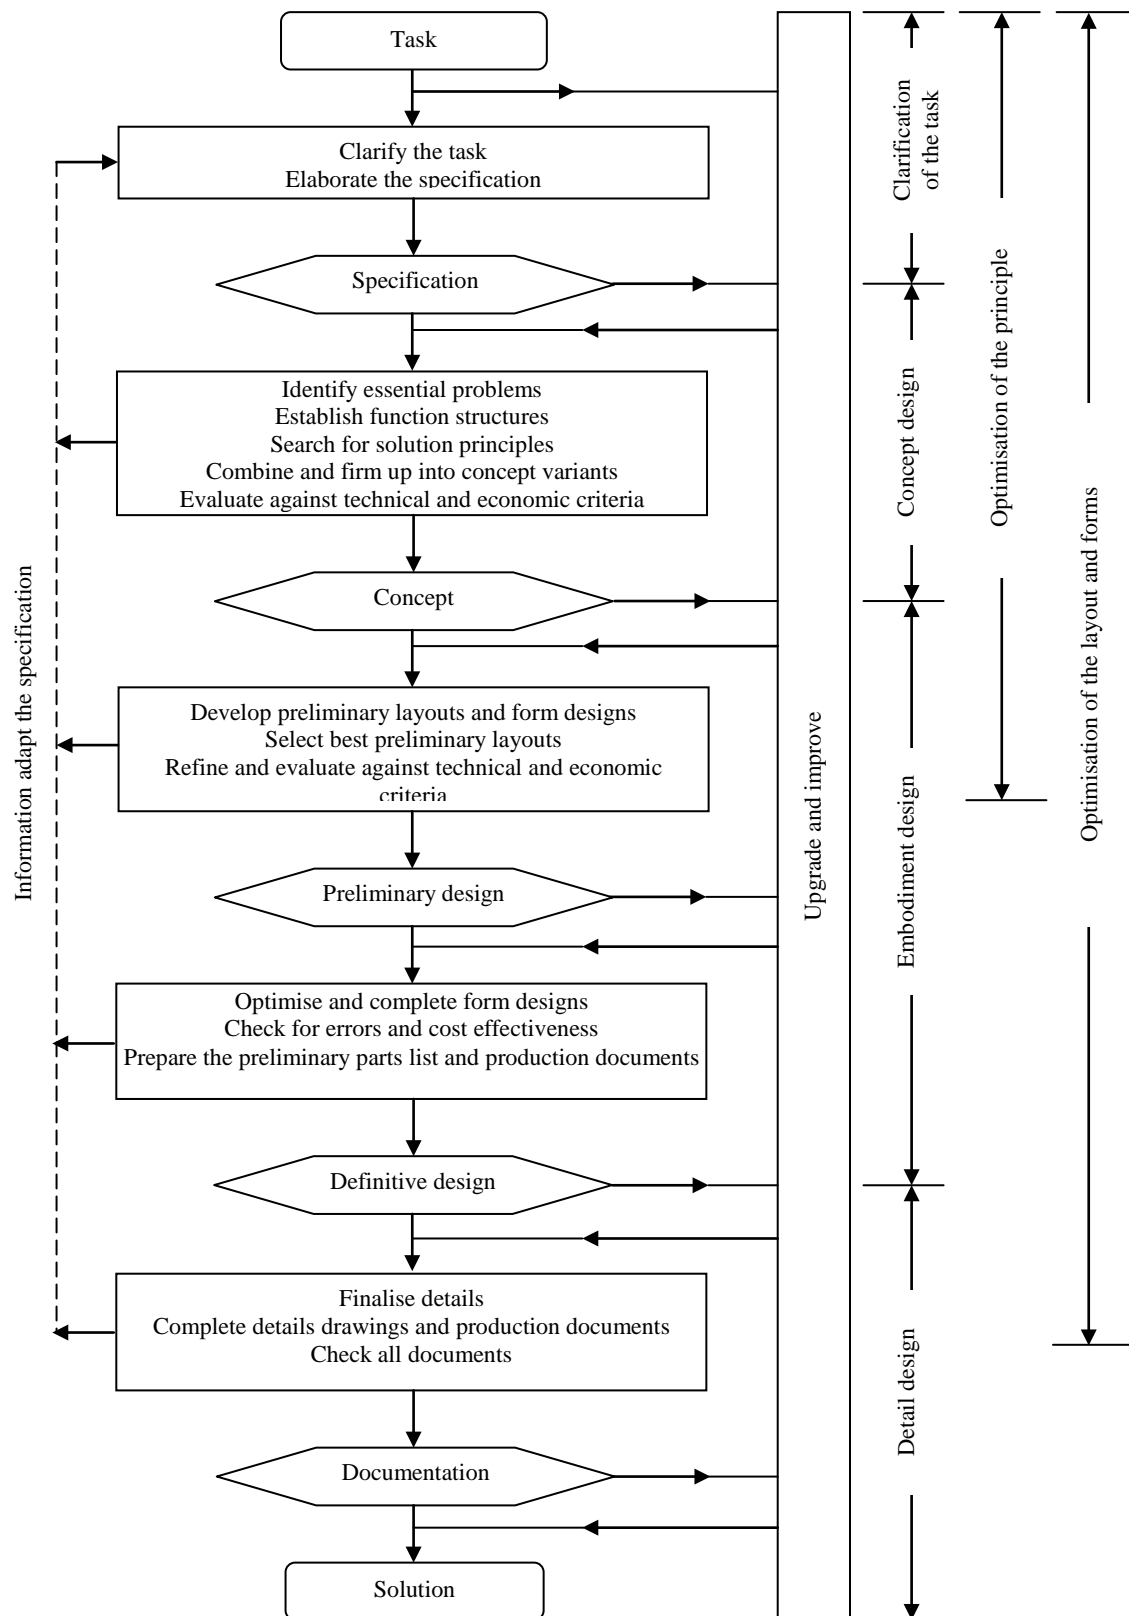 Task
Clarify the task
Elaborate the specification
Specification
Identify essential problems
Establish function structures
Search for solution principles
Combine and firm up into concept variants
Evaluate against technical and economic criteria
Concept
Develop preliminary layouts and form designs
Select best preliminary layouts
Refine and evaluate against technical and economic
criteria
Preliminary design
Optimise and complete form designs
Check for errors and cost effectiveness
Prepare the preliminary parts list and production documents
Definitive design
Finalise details
Complete details drawings and production documents
Check all documents
Documentation
Solution
Information adapt the specification
Upgrade and improve
Clarification
of the task
Concept design
Embodiment design
Detail design
Optimisation of the principle
Optimisation of the layout and forms